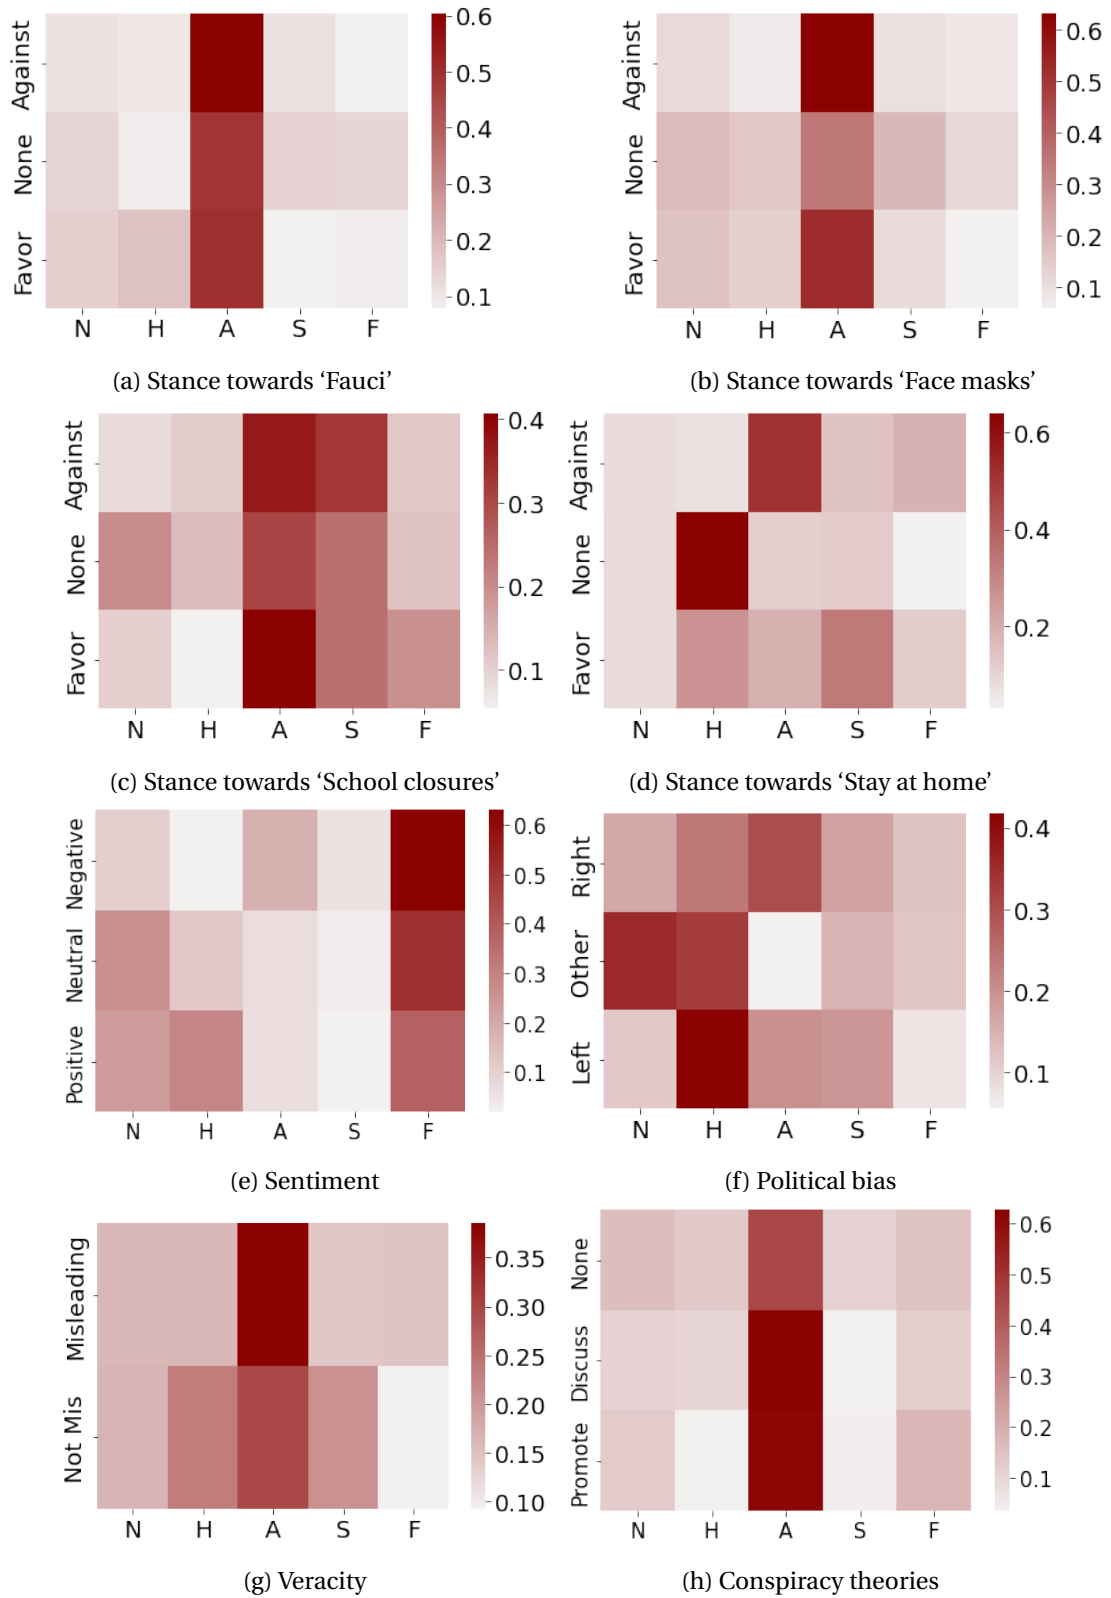 Against
None
Favor
N H A S F
0.6
0.5
0.4
0.3
0.2
0.1
(a) Stance towards ‘Fauci’
Against
None
Favor
N H A S F
0.6
0.5
0.4
0.3
0.2
0.1
(b) Stance towards ‘Face masks’
Against
None
Favor
N H A S F
0.4
0.3
0.2
0.1
(c) Stance towards ‘School closures’
Against
None
Favor
N H A S F
0.6
0.4
0.2
(d) Stance towards ‘Stay at home’
Negative
Neutral
Positive
N H A S F
0.6
0.5
0.4
0.3
0.2
0.1
(e) Sentiment
Right
Other
Left
N H A S F
0.4
0.3
0.2
0.1
(f) Political bias
Misleading
Not Mis
N H A S F
0.35
0.30
0.25
0.20
0.15
0.10
(g) Veracity
None
Discuss
Promote
N H A S F
0.6
0.5
0.4
0.3
0.2
0.1
(h) Conspiracy theories